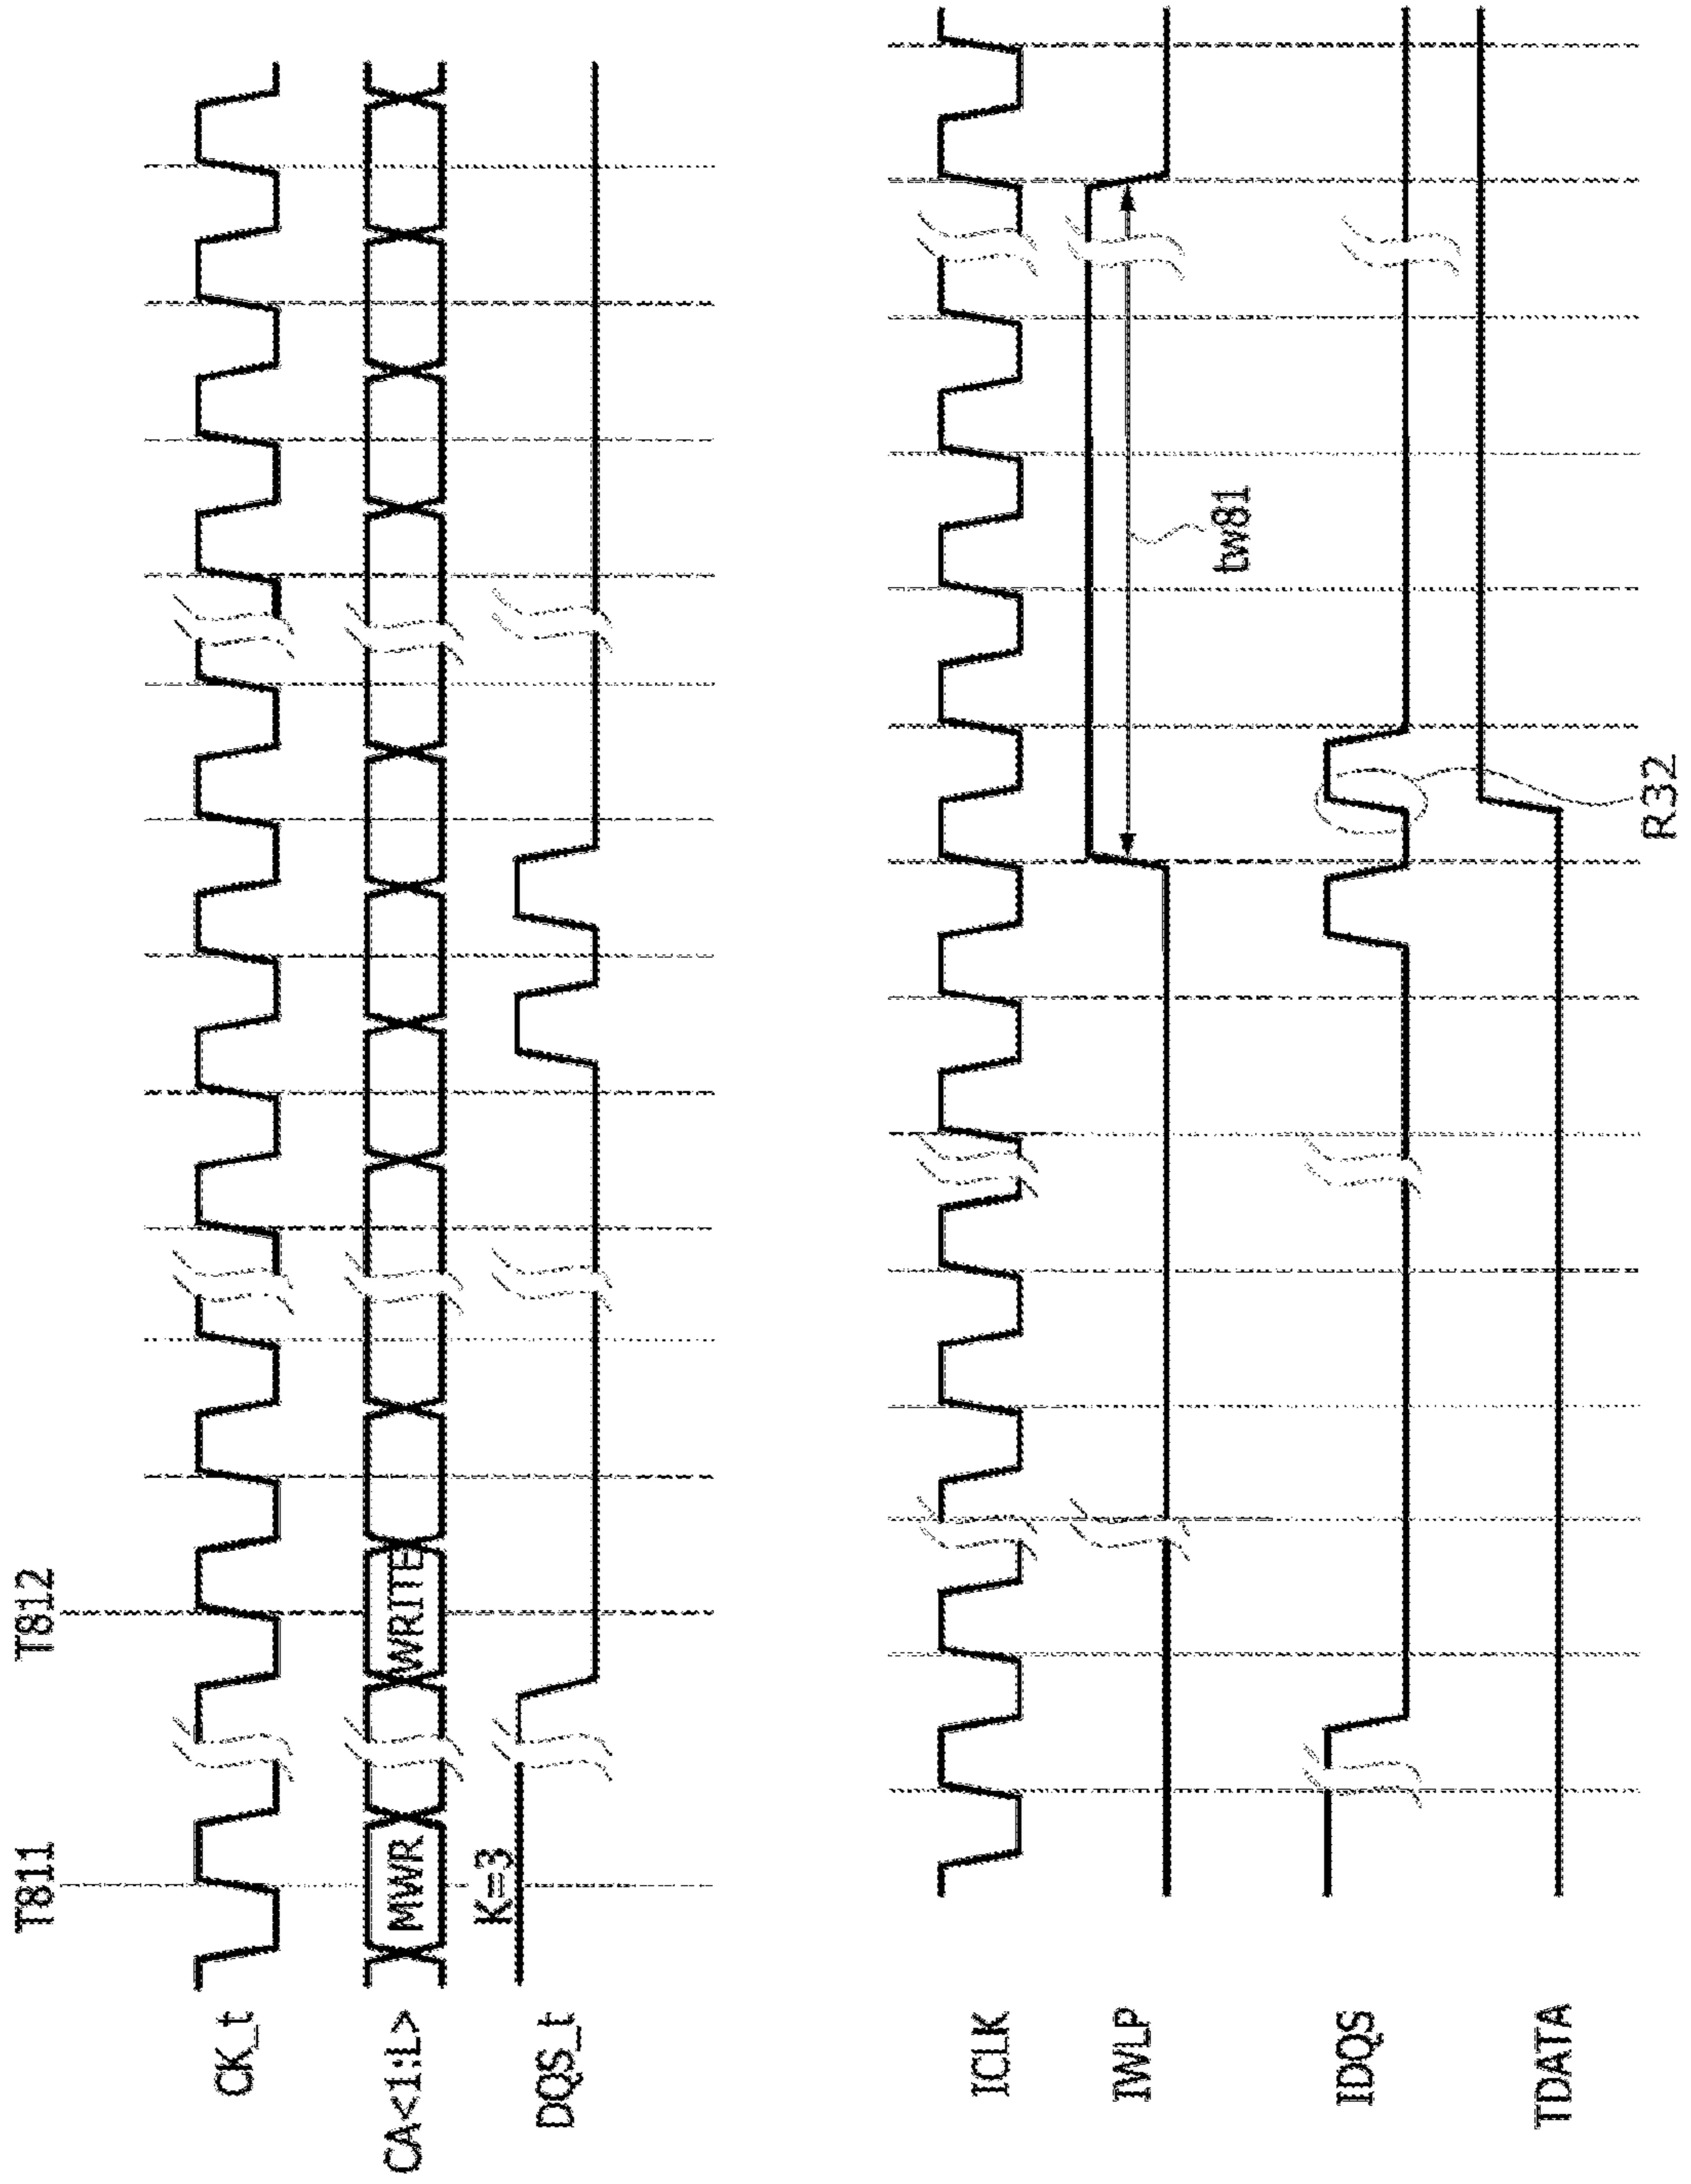 T811
T812
CK_t
CA<1:L>
MWR
WRITE
K=3
DQS_t
ICLK
IWLP
tw81
IDQS
R32
TDATA